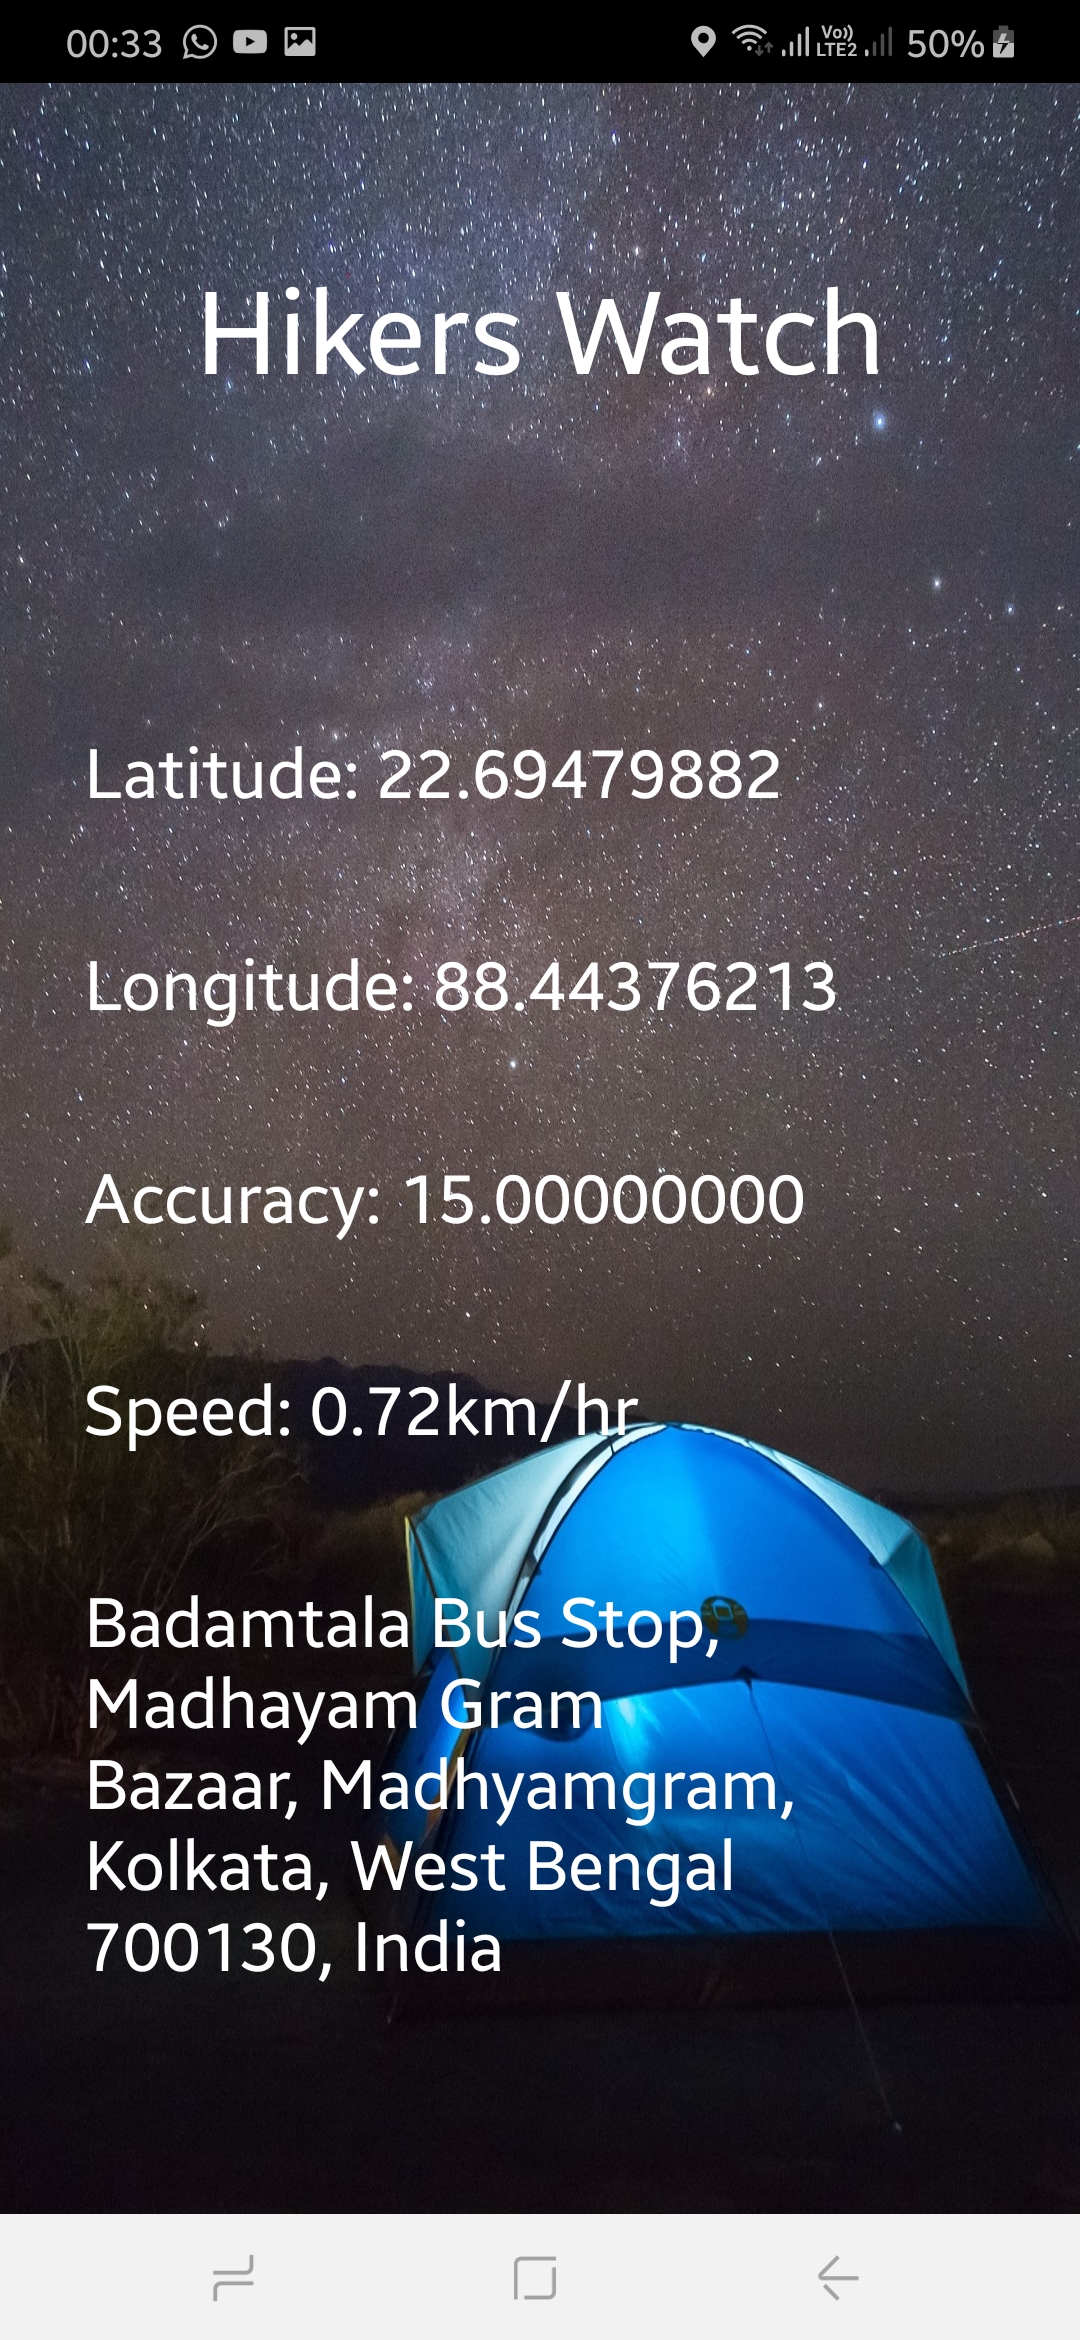 00:33 Vo)) LTE2 50%
Hikers Watch
Latitude: 22.69479882
Longitude: 88.44376213
Accuracy: 15.00000000
Speed: 0.72km/hr
Badamtala Bus Stop,
Madhayam Gram
Bazaar, Madhyamgram,
Kolkata, West Bengal
700130, India